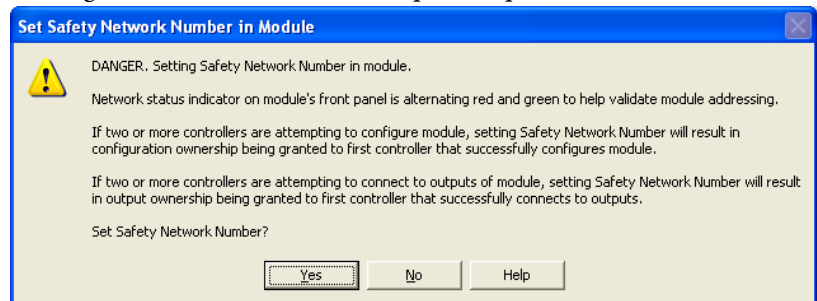 Set Safety Network Number in Module
DANGER. Setting Safety Network Number in module.
Network status indicator on module's front panel is alternating red and green to help validate module addressing.
If two or more controllers are attempting to configure module, setting Safety Network Number will result in
configuration ownership being granted to first controller that successfully configures module.
If two or more controllers are attempting to connect to outputs of module, setting Safety Network Number will result
in output ownership being granted to first controller that successfully connects to outputs.
Set Safety Network Number?
Yes No Help